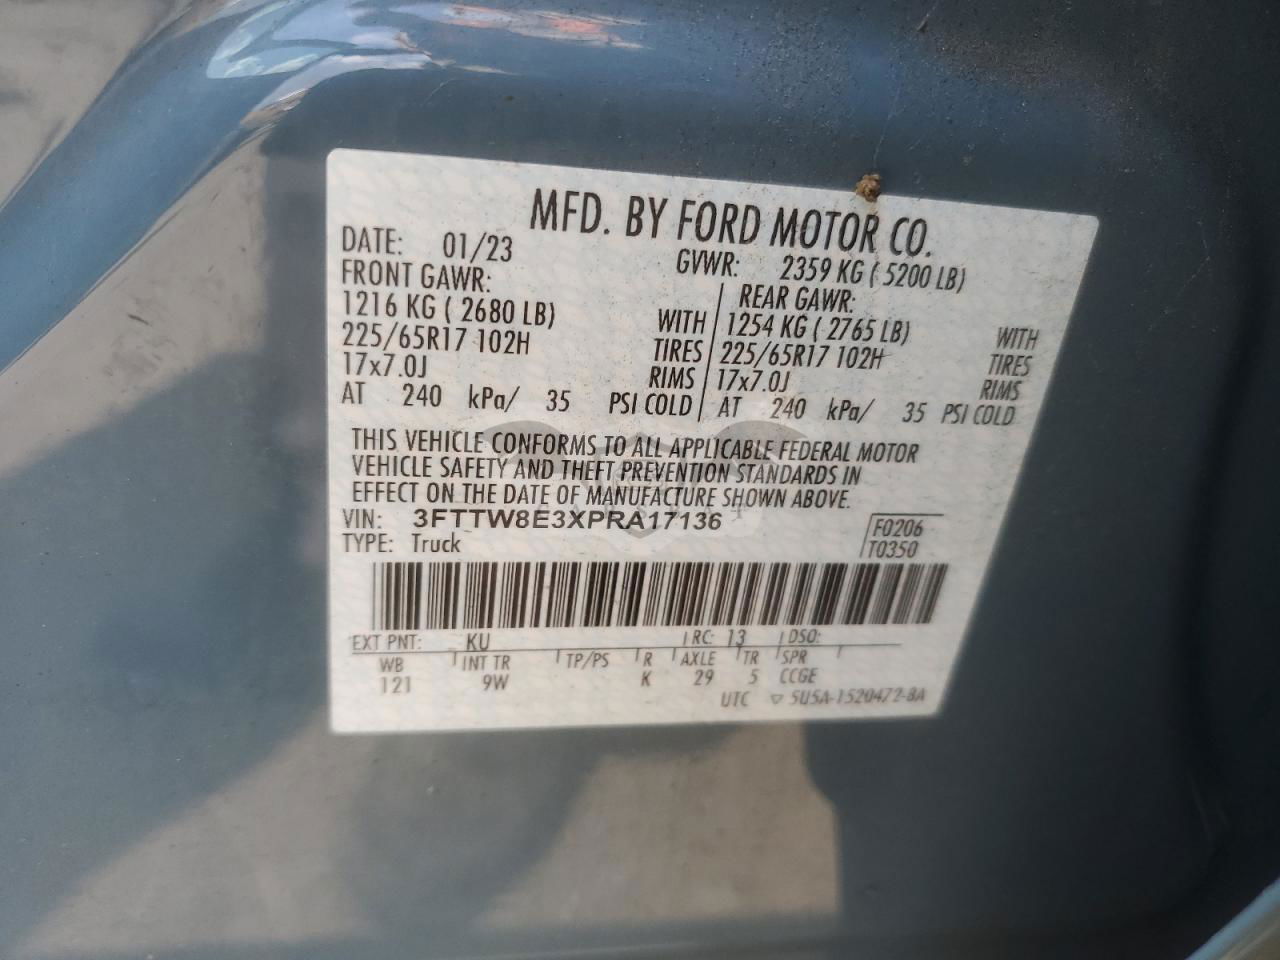 MFD. BY FORD MOTOR CO.
DATE: 01/23 GVWR: 2359 KG ( 5200 LB)
FRONT GAWR: REAR GAWR:
1216 KG ( 2680 LB) WITH 1254 KG ( 2765 LB) WITH
225/65R17 102H TIRES 225/65R17 102H TIRES
17x7.0J RIMS 17x7.0J RIMS
AT 240 kPa/ 35 PSI COLD AT 240 kPa/ 35 PSI COLD
THIS VEHICLE CONFORMS TO ALL APPLICABLE FEDERAL MOTOR
VEHICLE SAFETY AND THEFT PREVENTION STANDARDS IN
EFFECT ON THE DATE OF MANUFACTURE SHOWN ABOVE.
VIN: 3FTTW8E3XPRA17136 F0206
TYPE: Truck T0350
EXT PNT: KU RC: 13 DSO:
WB INT TR TP/PS R AXLE TR SPR
121 9W K 29 5 CCGE
UTC ▽ 5U5A-1520472-BA